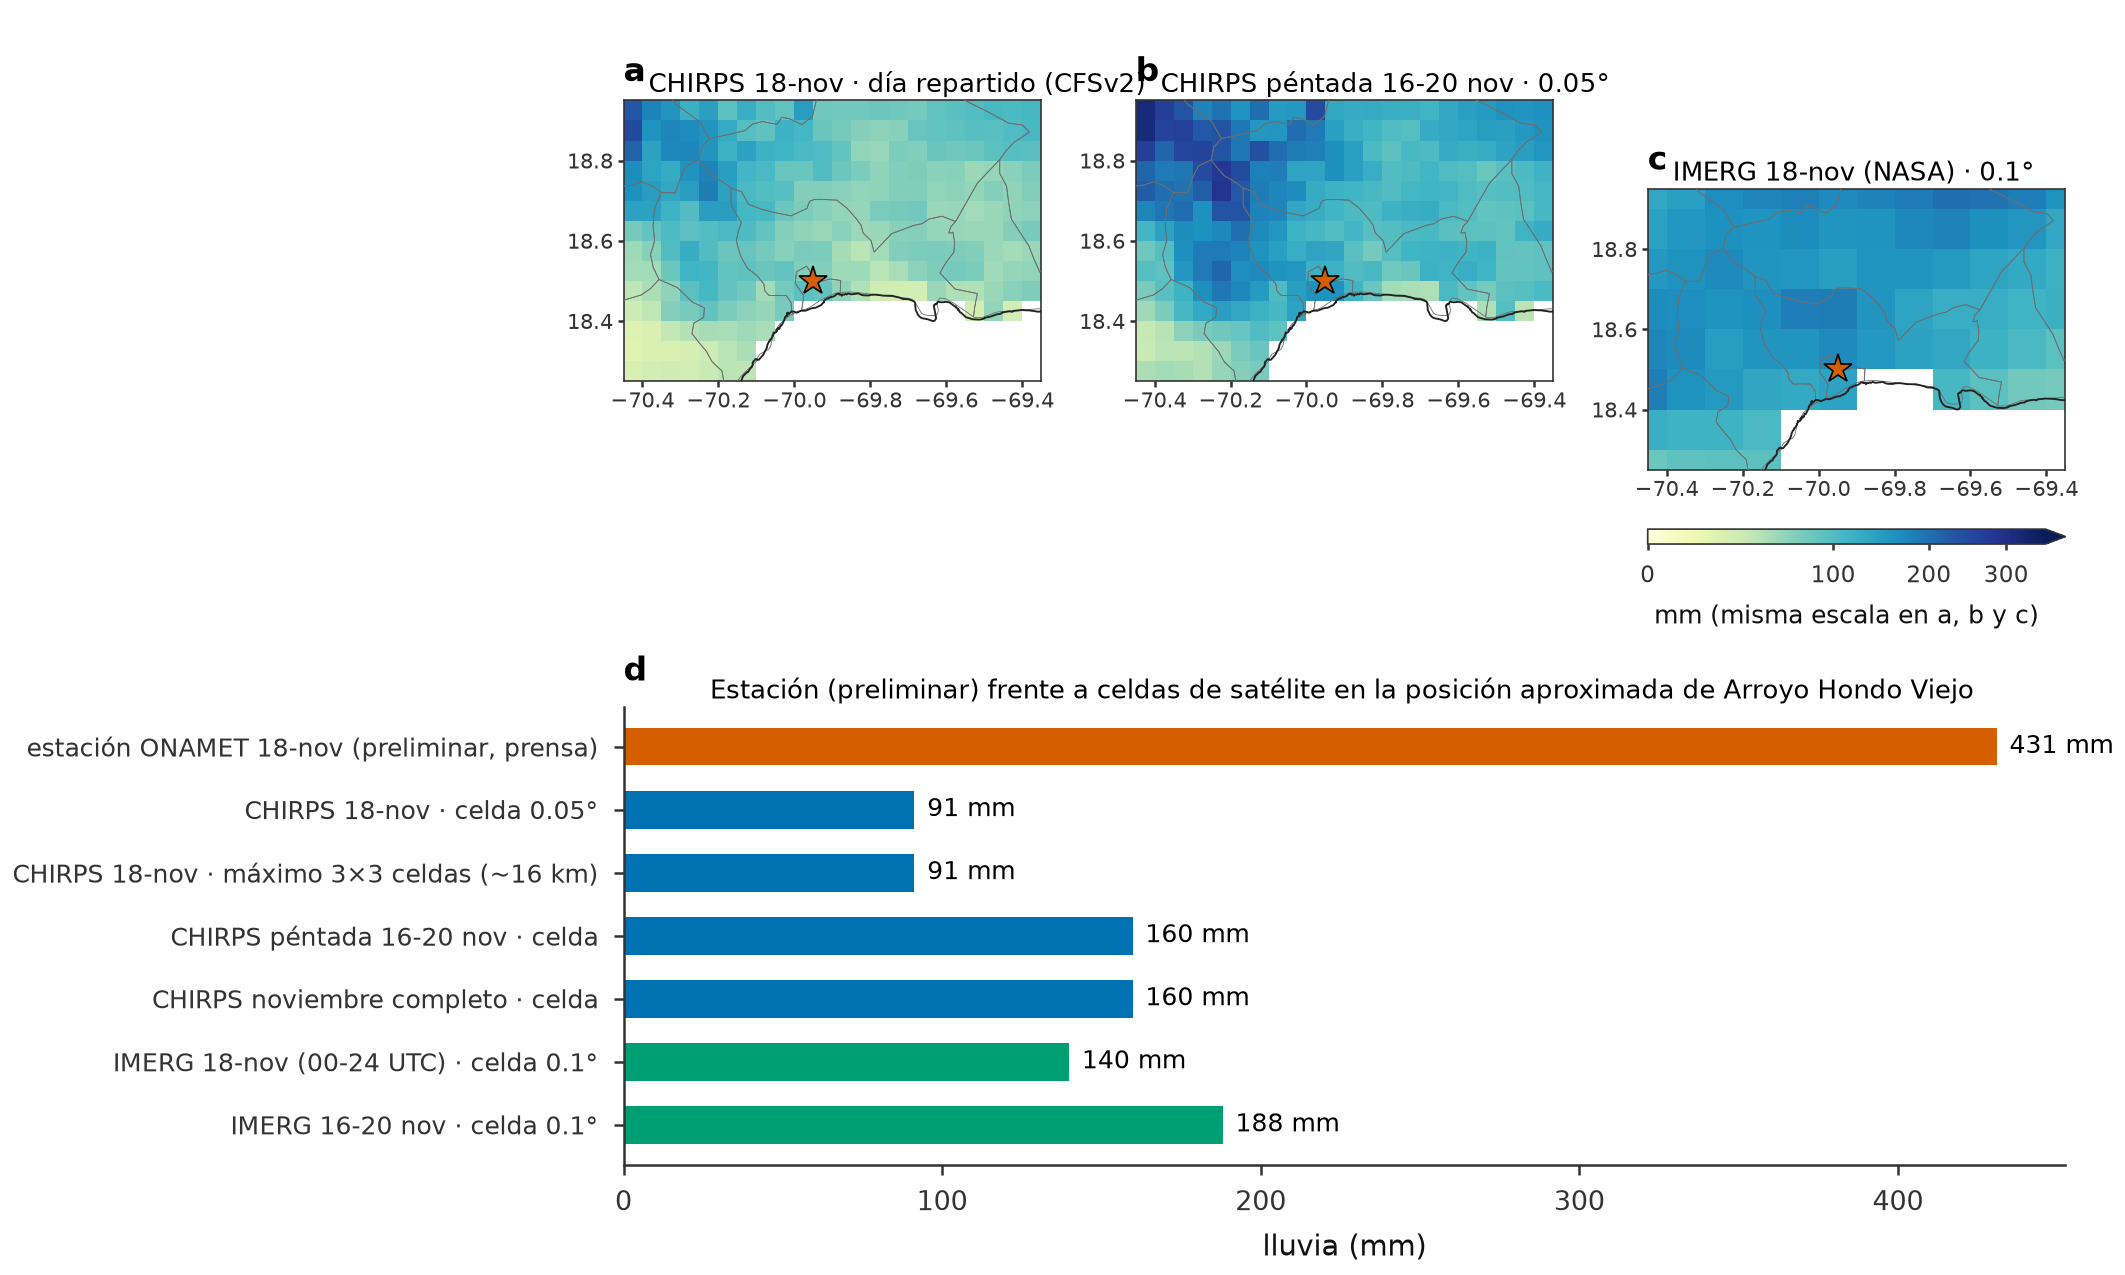 a CHIRPS 18-nov · día repartido (CFSv2)
18.8
18.6
18.4
−70.4 −70.2 −70.0 −69.8 −69.6 −69.4
b CHIRPS péntada 16-20 nov · 0.05°
18.8
18.6
18.4
−70.4 −70.2 −70.0 −69.8 −69.6 −69.4
c IMERG 18-nov (NASA) · 0.1°
18.8
18.6
18.4
−70.4 −70.2 −70.0 −69.8 −69.6 −69.4
0 100 200 300
mm (misma escala en a, b y c)
d
Estación (preliminar) frente a celdas de satélite en la posición aproximada de Arroyo Hondo Viejo
estación ONAMET 18-nov (preliminar, prensa) 431 mm
CHIRPS 18-nov · celda 0.05° 91 mm
CHIRPS 18-nov · máximo 3×3 celdas (~16 km) 91 mm
CHIRPS péntada 16-20 nov · celda 160 mm
CHIRPS noviembre completo · celda 160 mm
IMERG 18-nov (00-24 UTC) · celda 0.1° 140 mm
IMERG 16-20 nov · celda 0.1° 188 mm
0 100 200 300 400
lluvia (mm)